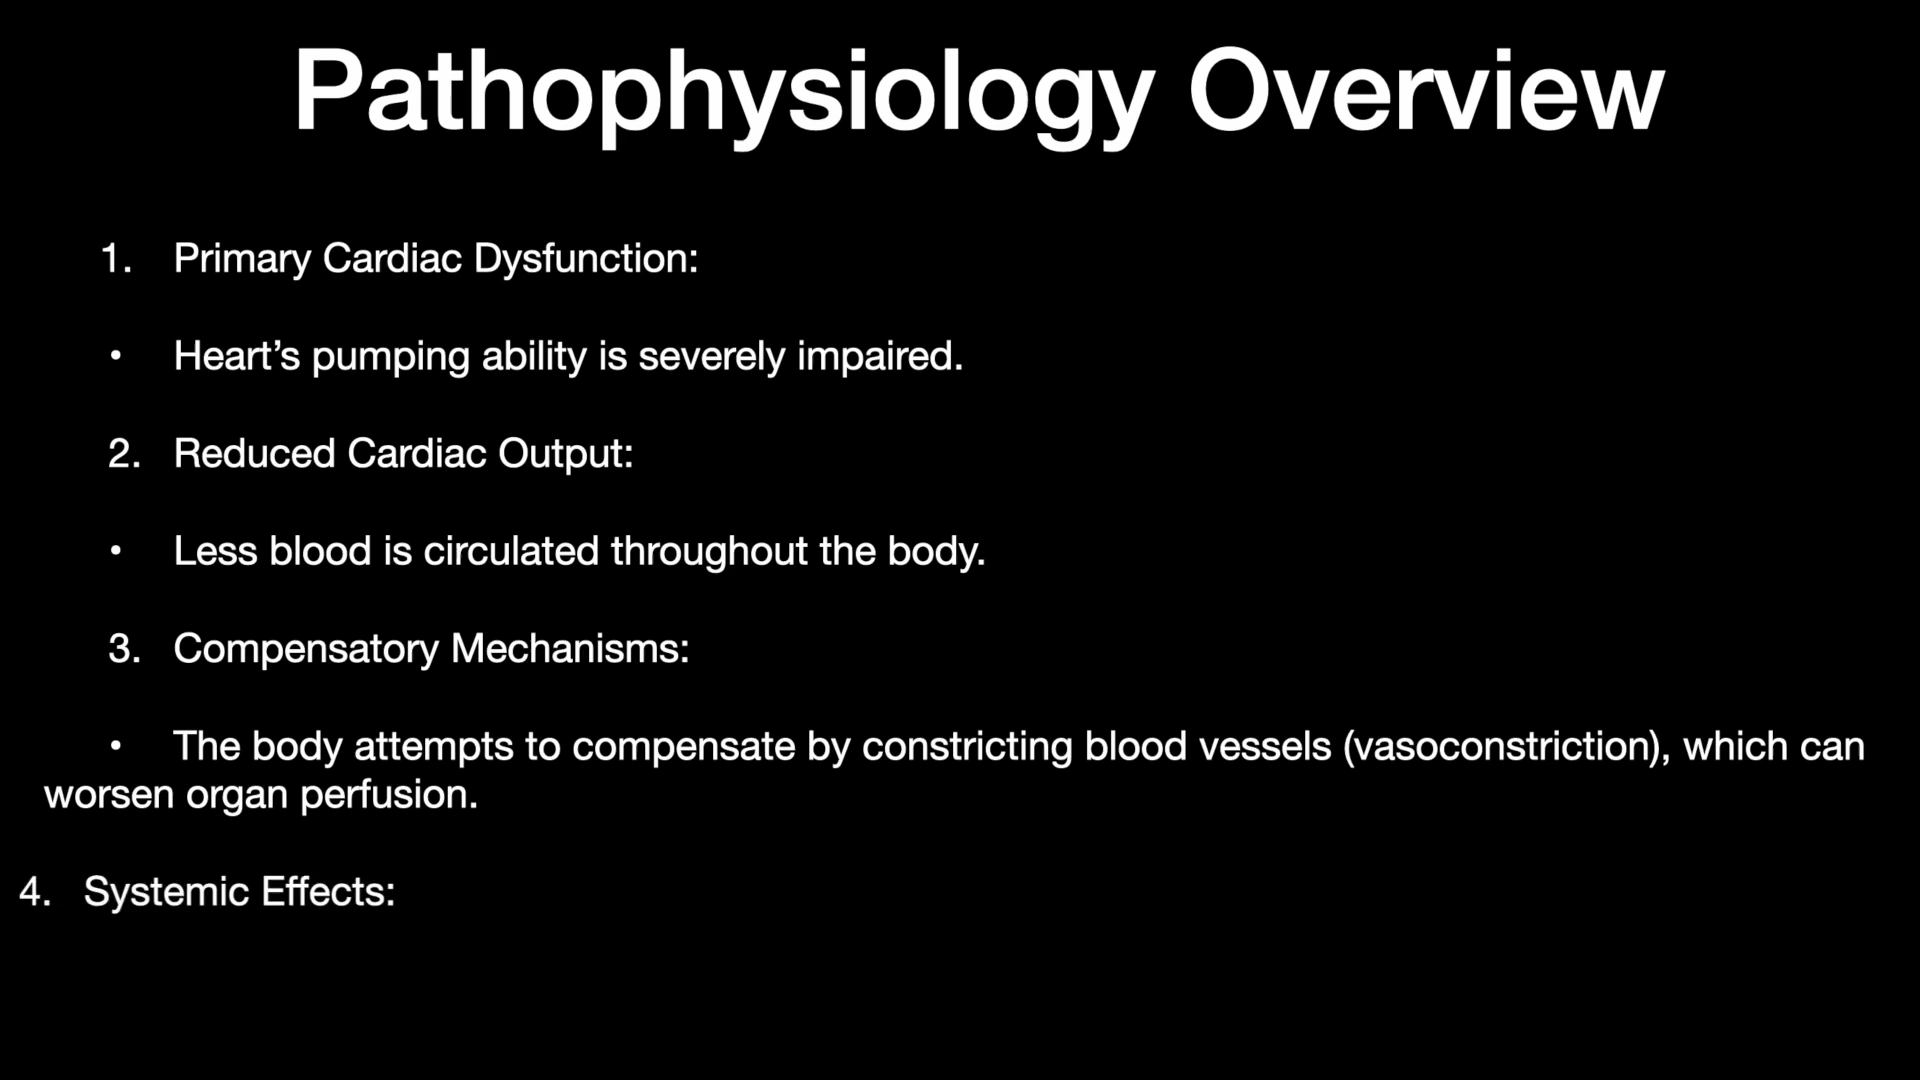 Pathophysiology Overview
1. Primary Cardiac Dysfunction:
• Heart’s pumping ability is severely impaired.
2. Reduced Cardiac Output:
• Less blood is circulated throughout the body.
3. Compensatory Mechanisms:
• The body attempts to compensate by constricting blood vessels (vasoconstriction), which can
worsen organ perfusion.
4. Systemic Effects: